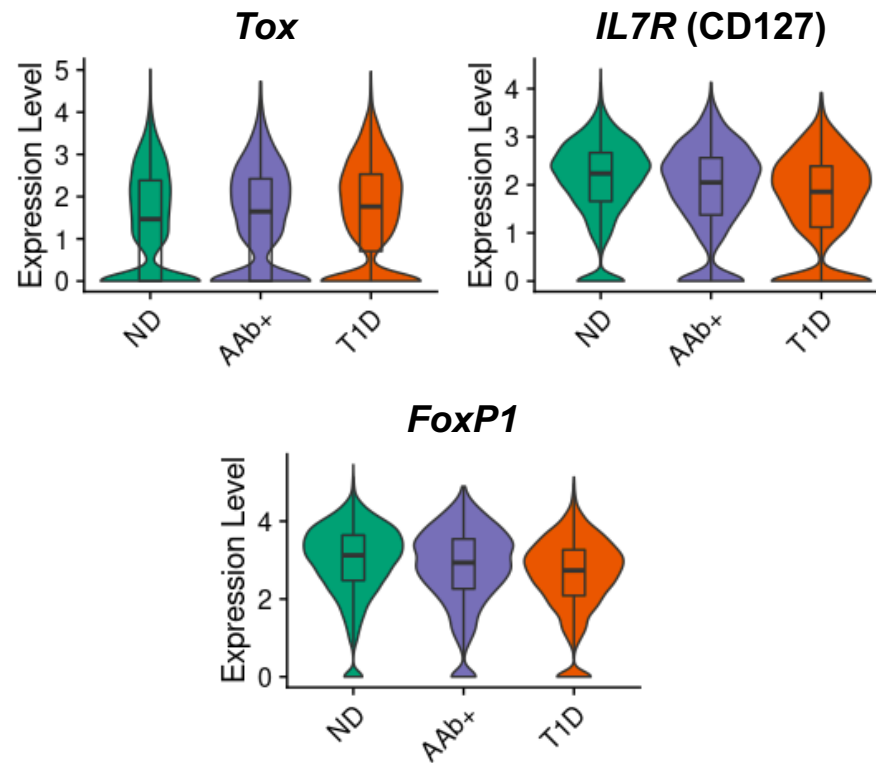 Tox
Expression Level
5
4
3
2
1
0
ND
AAb+
T1D
IL7R (CD127)
Expression Level
4
3
2
1
0
ND
AAb+
T1D
FoxP1
Expression Level
4
2
0
ND
AAb+
T1D